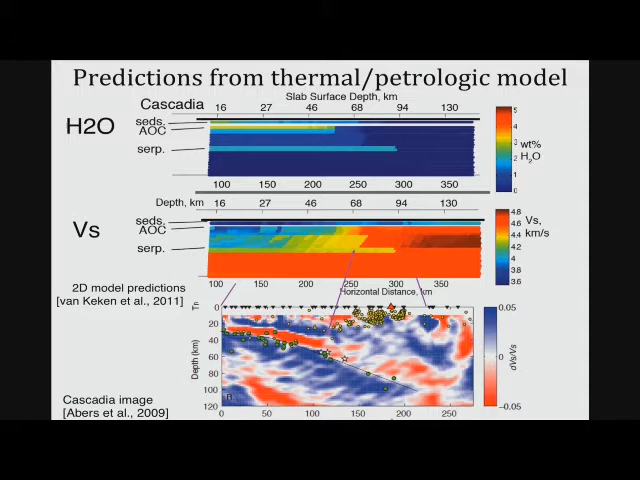 Predictions from thermal/petrologic model
Slab Surface Depth, km
Cascadia 16 27 46 68 94 130
H2O
seds.
AOC
serp.
5
4
3
2
1
0
wt%
H2O
100 150 200 250 300 350
Depth, km 16 27 46 68 94 130
Vs
seds.
AOC
serp.
4.8
4.6
4.4
4.2
4.0
3.8
3.6
Vs,
km/s
100 150 200 250 300 350
Horizontal Distance, km
2D model predictions
[van Keken et al., 2011]
0
20
40
60
80
100
120
Depth (km)
B
0 50 100 150 200 250
0.05
0
−0.05
dVs/Vs
Cascadia image
[Abers et al., 2009]